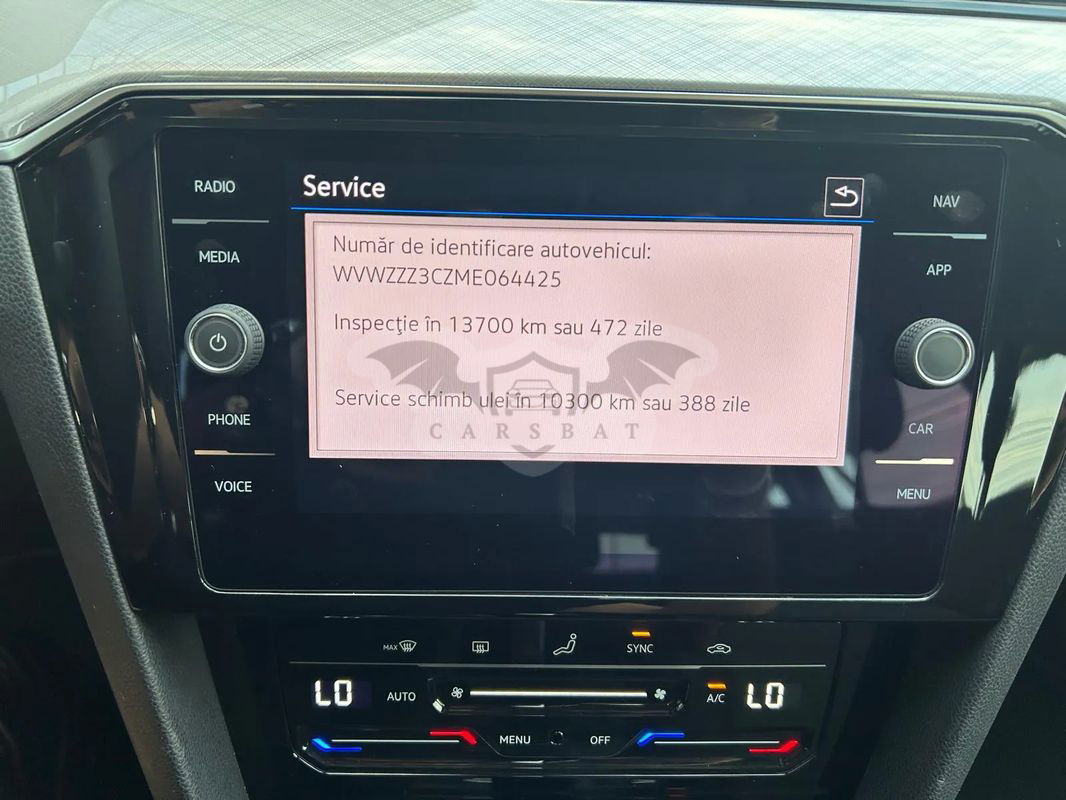 RADIO
MEDIA
PHONE
VOICE
Service
Număr de identificare autovehicul:
WVWZZZ3CZME064425
Inspecţie în 13700 km sau 472 zile
Service schimb ulei în 10300 km sau 388 zile
CARSBAT
NAV
APP
CAR
MENU
MAX
SYNC
LO
AUTO
A/C
LO
MENU
OFF